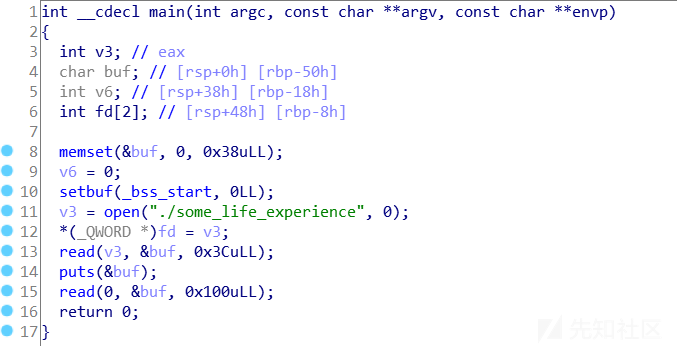 1 int __cdecl main(int argc, const char **argv, const char **envp)
2 {
3 int v3; // eax
4 char buf; // [rsp+0h] [rbp-50h]
5 int v6; // [rsp+38h] [rbp-18h]
6 int fd[2]; // [rsp+48h] [rbp-8h]
7
8 memset(&buf, 0, 0x38uLL);
9 v6 = 0;
10 setbuf(_bss_start, 0LL);
11 v3 = open("./some_life_experience", 0);
12 *(_QWORD *)fd = v3;
13 read(v3, &buf, 0x3CuLL);
14 puts(&buf);
15 read(0, &buf, 0x100uLL);
16 return 0;
17 }
先知社区